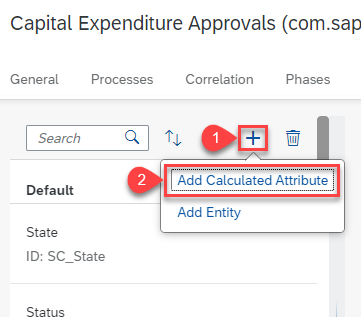 Capital Expenditure Approvals (com.sap
General Processes Correlation Phases
Search
1
2
Add Calculated Attribute
Default
Add Entity
State
ID: SC_State
Status